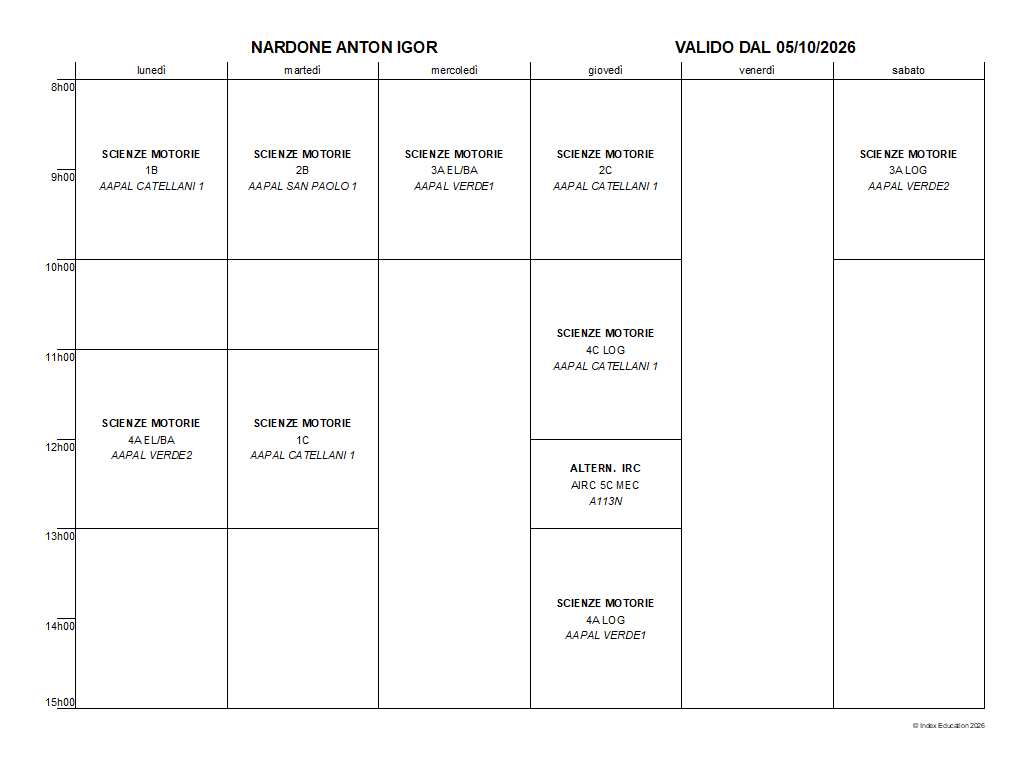 NARDONE ANTON IGOR
VALIDO DAL 05/10/2026
lunedì martedì mercoledì giovedì venerdì sabato
8h00
SCIENZE MOTORIE
1B
AAPAL CATELLANI 1
SCIENZE MOTORIE
2B
AAPAL SAN PAOLO 1
SCIENZE MOTORIE
3A EL/BA
AAPAL VERDE1
SCIENZE MOTORIE
2C
AAPAL CATELLANI 1
SCIENZE MOTORIE
3A LOG
AAPAL VERDE2
9h00
10h00
SCIENZE MOTORIE
4C LOG
AAPAL CATELLANI 1
11h00
SCIENZE MOTORIE
4A EL/BA
AAPAL VERDE2
SCIENZE MOTORIE
1C
AAPAL CATELLANI 1
12h00
ALTERN. IRC
AIRC 5C MEC
A113N
13h00
SCIENZE MOTORIE
4A LOG
AAPAL VERDE1
14h00
15h00
© Index Education 2026